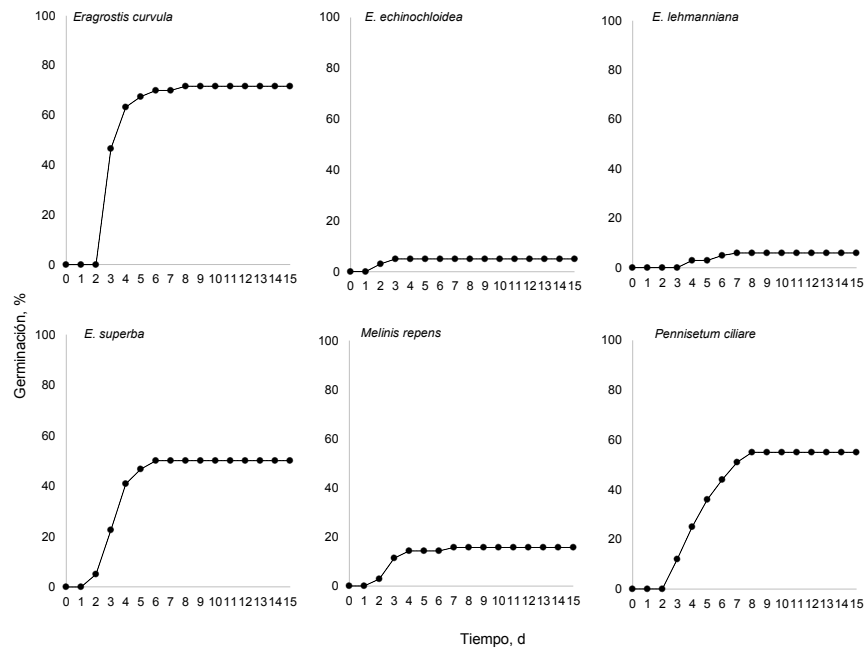 Eragrostis curvula
100
80
60
40
20
0
0 1 2 3 4 5 6 7 8 9 10 11 12 13 14 15
E. echinochloidea
100
80
60
40
20
0
0 1 2 3 4 5 6 7 8 9 10 11 12 13 14 15
E. lehmanniana
100
80
60
40
20
0
0 1 2 3 4 5 6 7 8 9 10 11 12 13 14 15
Germinación, %
E. superba
100
80
60
40
20
0
0 1 2 3 4 5 6 7 8 9 10 11 12 13 14 15
Melinis repens
100
80
60
40
20
0
0 1 2 3 4 5 6 7 8 9 10 11 12 13 14 15
Pennisetum ciliare
100
80
60
40
20
0
0 1 2 3 4 5 6 7 8 9 10 11 12 13 14 15
Tiempo, d